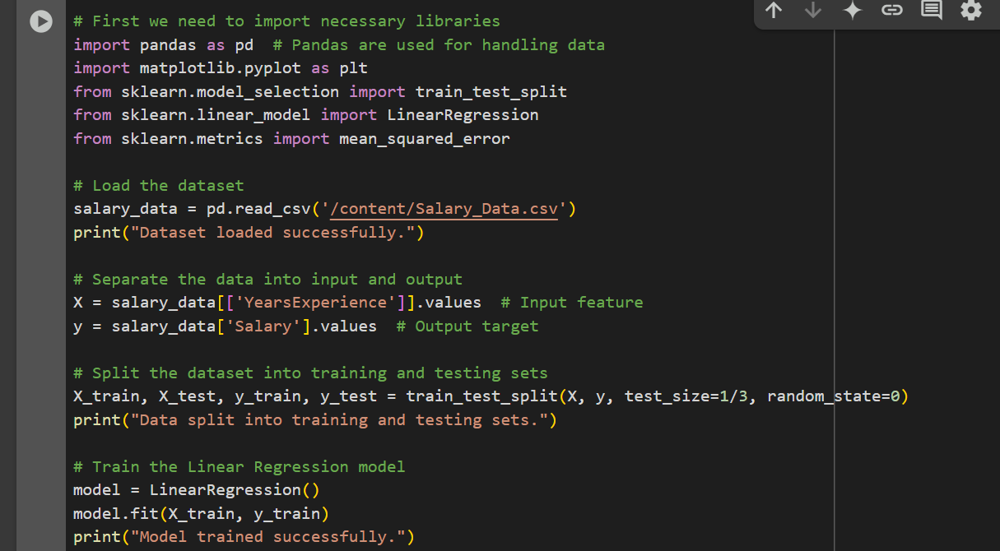 # First we need to import necessary libraries
import pandas as pd  # Pandas are used for handling data
import matplotlib.pyplot as plt
from sklearn.model_selection import train_test_split
from sklearn.linear_model import LinearRegression
from sklearn.metrics import mean_squared_error

# Load the dataset
salary_data = pd.read_csv('/content/Salary_Data.csv')
print("Dataset loaded successfully.")

# Separate the data into input and output
X = salary_data[['YearsExperience']].values  # Input feature
y = salary_data['Salary'].values  # Output target

# Split the dataset into training and testing sets
X_train, X_test, y_train, y_test = train_test_split(X, y, test_size=1/3, random_state=0)
print("Data split into training and testing sets.")

# Train the Linear Regression model
model = LinearRegression()
model.fit(X_train, y_train)
print("Model trained successfully.")